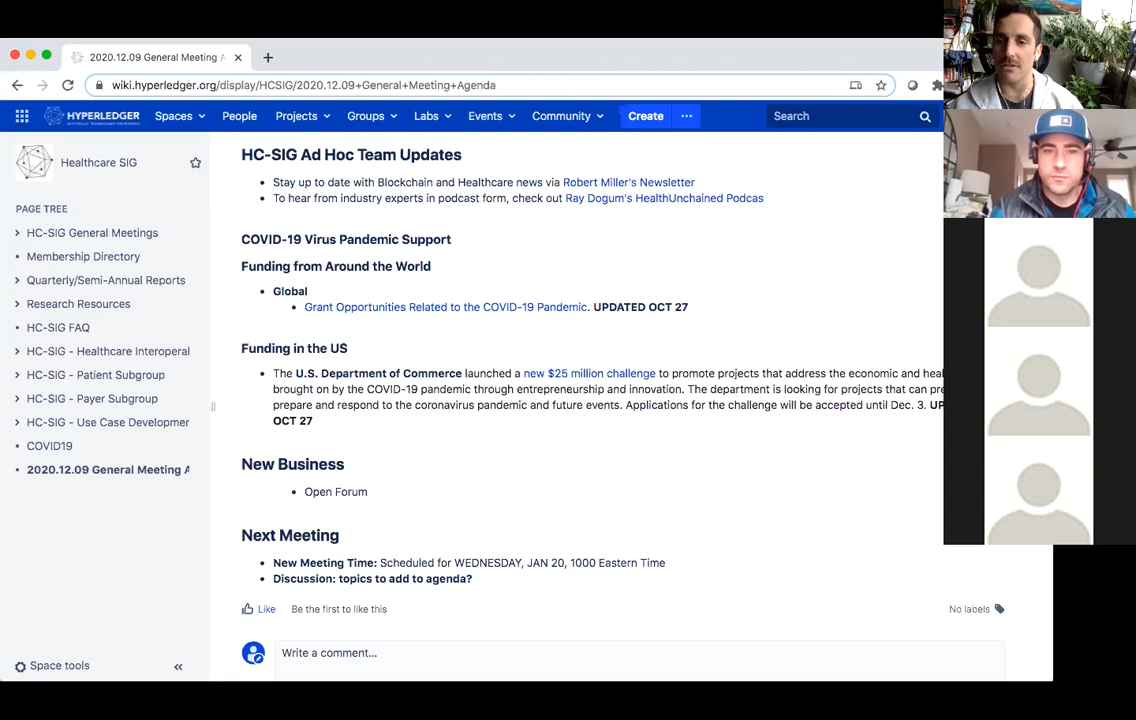 2020.12.09 General Meeting A
wiki.hyperledger.org/display/HCSIG/2020.12.09+General+Meeting+Agenda
HYPERLEDGER Spaces People Projects Groups Labs Events Community Create ... Search
Healthcare SIG
PAGE TREE
HC-SIG General Meetings
Membership Directory
Quarterly/Semi-Annual Reports
Research Resources
HC-SIG FAQ
HC-SIG - Healthcare Interoperal
HC-SIG - Patient Subgroup
HC-SIG - Payer Subgroup
HC-SIG - Use Case Developmer
COVID19
2020.12.09 General Meeting A
Space tools
HC-SIG Ad Hoc Team Updates
Stay up to date with Blockchain and Healthcare news via Robert Miller's Newsletter
To hear from industry experts in podcast form, check out Ray Dogum's HealthUnchained Podcas
COVID-19 Virus Pandemic Support
Funding from Around the World
Global
Grant Opportunities Related to the COVID-19 Pandemic. UPDATED OCT 27
Funding in the US
The U.S. Department of Commerce launched a new $25 million challenge to promote projects that address the economic and heal
brought on by the COVID-19 pandemic through entrepreneurship and innovation. The department is looking for projects that can pre
prepare and respond to the coronavirus pandemic and future events. Applications for the challenge will be accepted until Dec. 3. UP
OCT 27
New Business
Open Forum
Next Meeting
New Meeting Time: Scheduled for WEDNESDAY, JAN 20, 1000 Eastern Time
Discussion: topics to add to agenda?
Like Be the first to like this No labels
Write a comment...